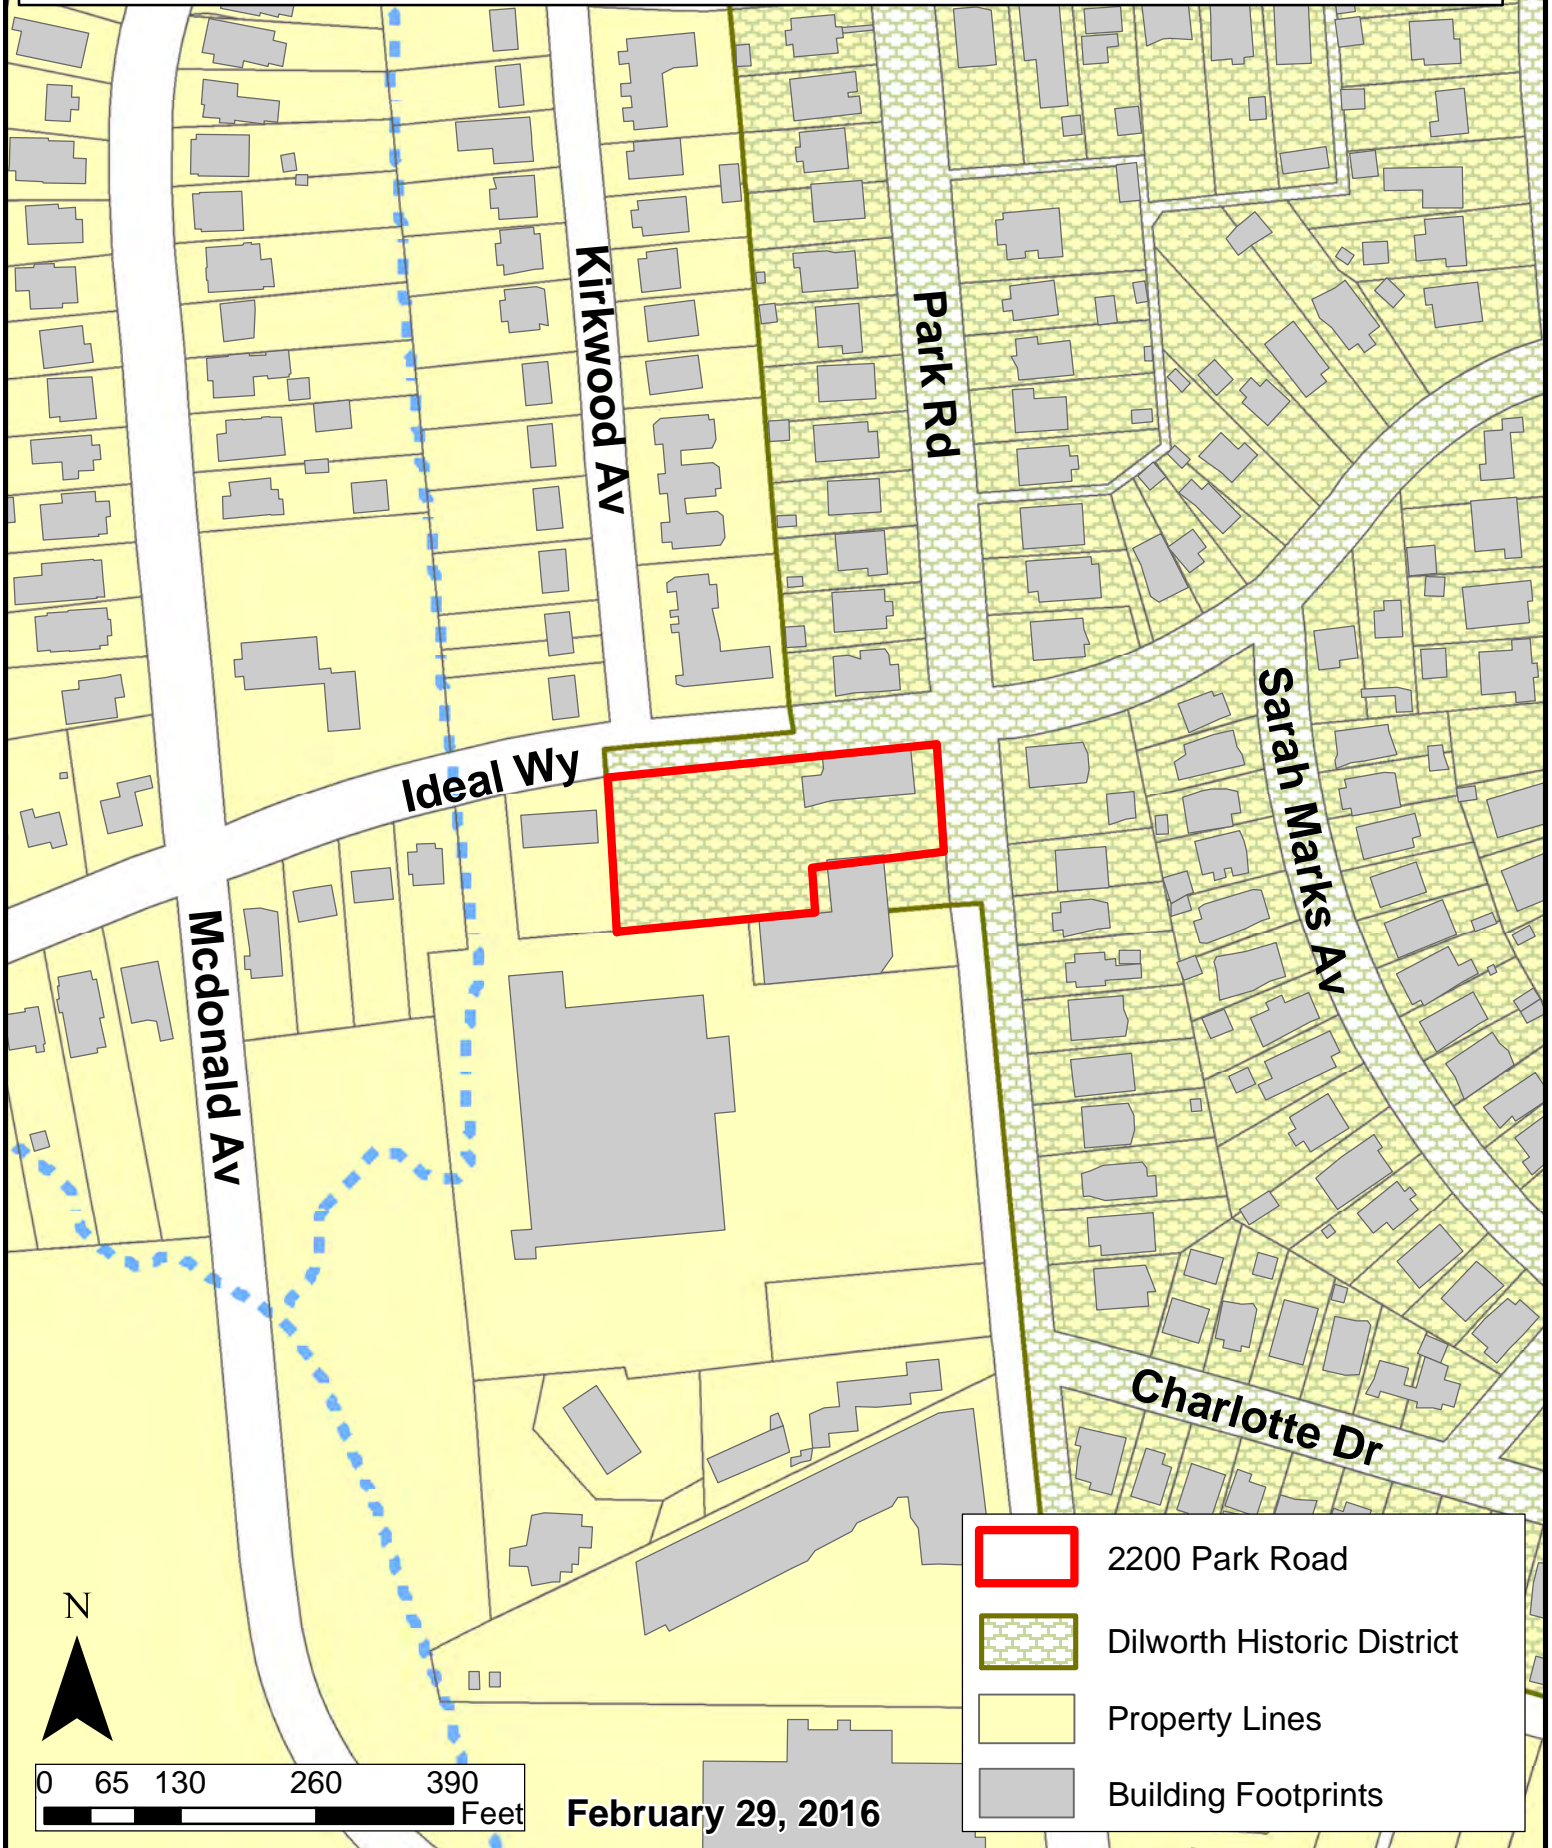 Kirkwood Av
Park Rd
Sarah Marks Av
Ideal Wy
Mcdonald Av
Charlotte Dr
2200 Park Road
Dilworth Historic District
Property Lines
Building Footprints
N
0 65 130 260 390
Feet
February 29, 2016